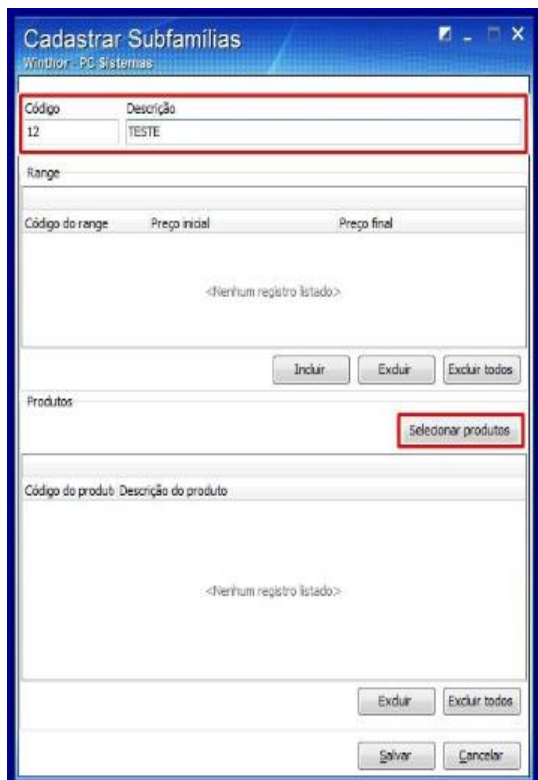 Cadastrar Subfamílias
Winthor - PC Sistemas
Código Descrição
12 TESTE
Range
Código do range Preço inicial Preço final
<Nenhum registro listado>
Incluir Excluir Excluir todos
Produtos
Selecionar produtos
Código do produt Descrição do produto
<Nenhum registro listado>
Excluir Excluir todos
Salvar Cancelar